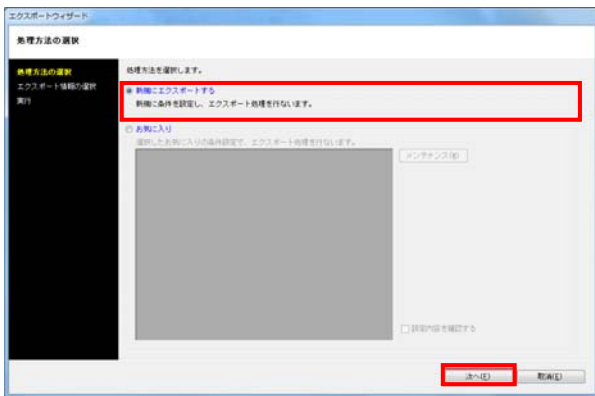 エクスポートウィザード
処理方法の選択
処理方法の選択
エクスポート情報の選択
実行
処理方法を選択します。
新規にエクスポートする
新規に条件を設定し、エクスポート処理を行ないます。
お気に入り
選択したお気に入りの条件設定で、エクスポート処理を行ないます。
メンテナンス(M)
設定内容を確認する
次へ(F)
取消(E)